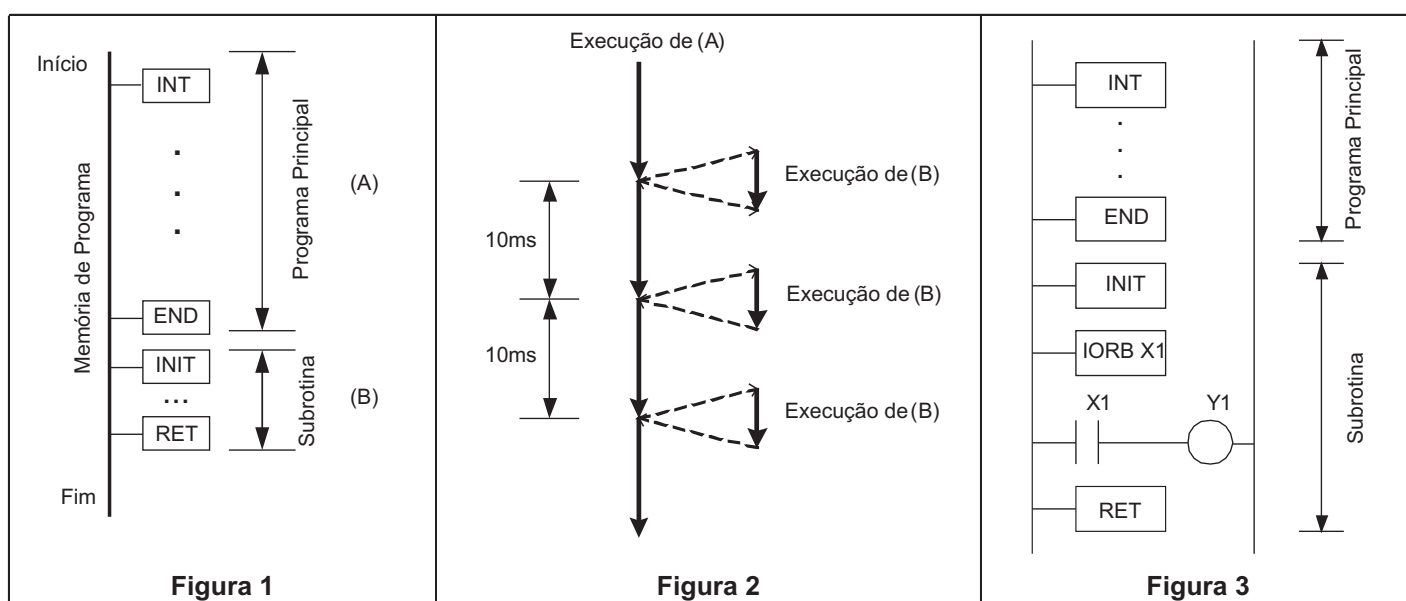 Início
INT
.
.
.
Memória de Programa
Programa Principal
(A)
END
INIT
...
RET
Subrotina
(B)
Fim
Figura 1
Execução de (A)
Execução de (B)
10ms
Execução de (B)
10ms
Execução de (B)
Figura 2
INT
.
.
.
END
Programa Principal
INIT
IORB X1
X1
Y1
RET
Subrotina
Figura 3